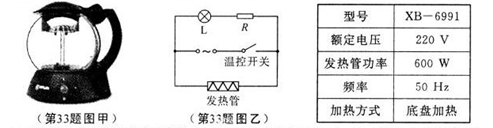 L
R
温控开关
发热管
(第33题图甲)
(第33题图乙)
型号 XB-6991
额定电压 220 V
发热管功率 600 W
频率 50 Hz
加热方式 底盘加热